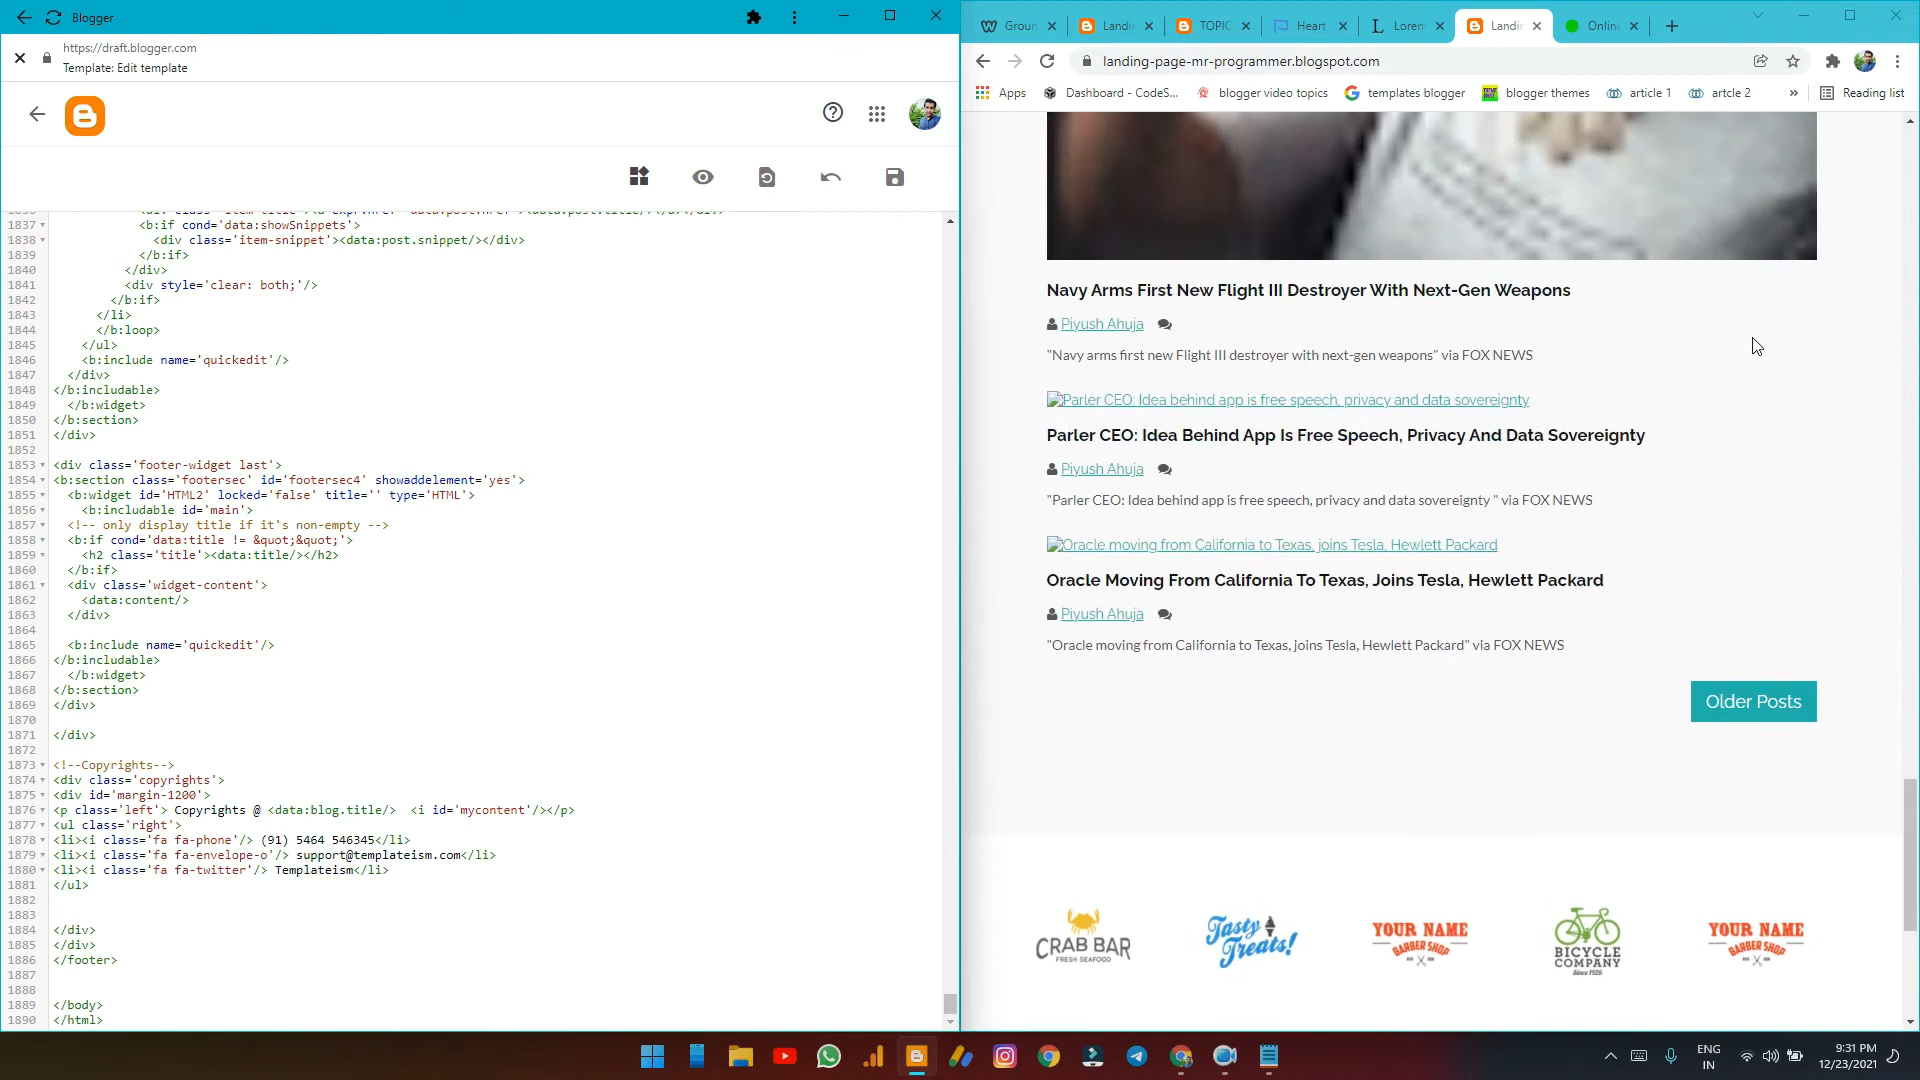 Blogger
https://draft.blogger.com
Template: Edit template
1837 <b:if cond='data:showSnippets'>
1838 <div class='item-snippet'><data:post.snippet/></div>
1839 </b:if>
1840 </div>
1841 <div style='clear: both;'/>
1842 </b:if>
1843 </li>
1844 </b:loop>
1845 </ul>
1846 <b:include name='quickedit'/>
1847 </div>
1848 </b:includable>
1849 </b:widget>
1850 </b:section>
1851 </div>
1852
1853 <div class='footer-widget last'>
1854 <b:section class='footersec' id='footersec4' showaddelement='yes'>
1855 <b:widget id='HTML2' locked='false' title='' type='HTML'>
1856 <b:includable id='main'>
1857 <!-- only display title if it's non-empty -->
1858 <b:if cond='data:title != &quot;&quot;'>
1859 <h2 class='title'><data:title/></h2>
1860 </b:if>
1861 <div class='widget-content'>
1862 <data:content/>
1863 </div>
1864
1865 <b:include name='quickedit'/>
1866 </b:includable>
1867 </b:widget>
1868 </b:section>
1869 </div>
1870
1871 </div>
1872
1873 <!--Copyrights-->
1874 <div class='copyrights'>
1875 <div id='margin-1200'>
1876 <p class='left'> Copyrights @ <data:blog.title/> <i id='mycontent'/></p>
1877 <ul class='right'>
1878 <li><i class='fa fa-phone'/> (91) 5464 546345</li>
1879 <li><i class='fa fa-envelope-o'/> support@templateism.com</li>
1880 <li><i class='fa fa-twitter'/> Templateism</li>
1881 </ul>
1882
1883
1884 </div>
1885 </div>
1886 </footer>
1887
1888
1889 </body>
1890 </html>
Groun Landi TOPIC Heart Lorem Landi Online
landing-page-mr-programmer.blogspot.com
Apps Dashboard - CodeS... blogger video topics templates blogger blogger themes article 1 artcle 2 » Reading list
Navy Arms First New Flight III Destroyer With Next-Gen Weapons
Piyush Ahuja
"Navy arms first new Flight III destroyer with next-gen weapons" via FOX NEWS
Parler CEO: Idea behind app is free speech, privacy and data sovereignty
Parler CEO: Idea Behind App Is Free Speech, Privacy And Data Sovereignty
Piyush Ahuja
"Parler CEO: Idea behind app is free speech, privacy and data sovereignty " via FOX NEWS
Oracle moving from California to Texas, joins Tesla, Hewlett Packard
Oracle Moving From California To Texas, Joins Tesla, Hewlett Packard
Piyush Ahuja
"Oracle moving from California to Texas, joins Tesla, Hewlett Packard" via FOX NEWS
Older Posts
CRAB BAR
FRESH SEAFOOD
Tasty
Treats!
YOUR NAME
BARBER SHOP
BICYCLE
COMPANY
Since 1926
YOUR NAME
BARBER SHOP
ENG
IN
9:31 PM
12/23/2021